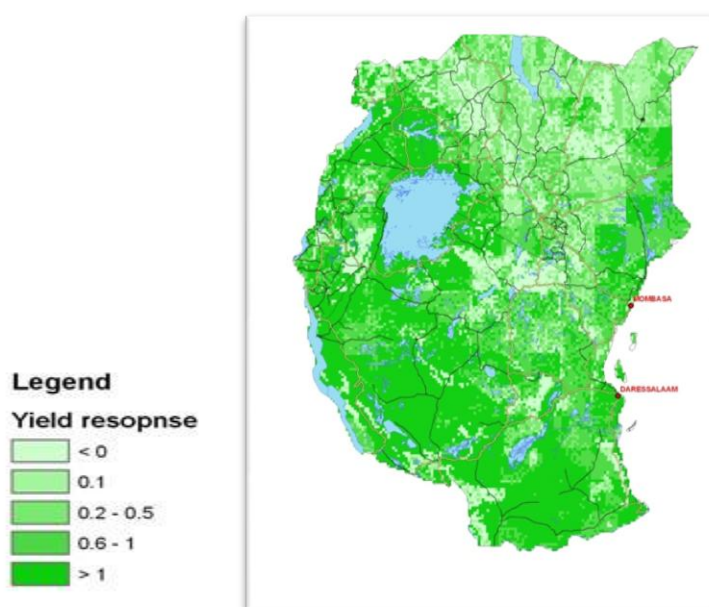 MOMBASA
DARESSALAAM
Legend
Yield resopnse
< 0
0.1
0.2 - 0.5
0.6 - 1
> 1